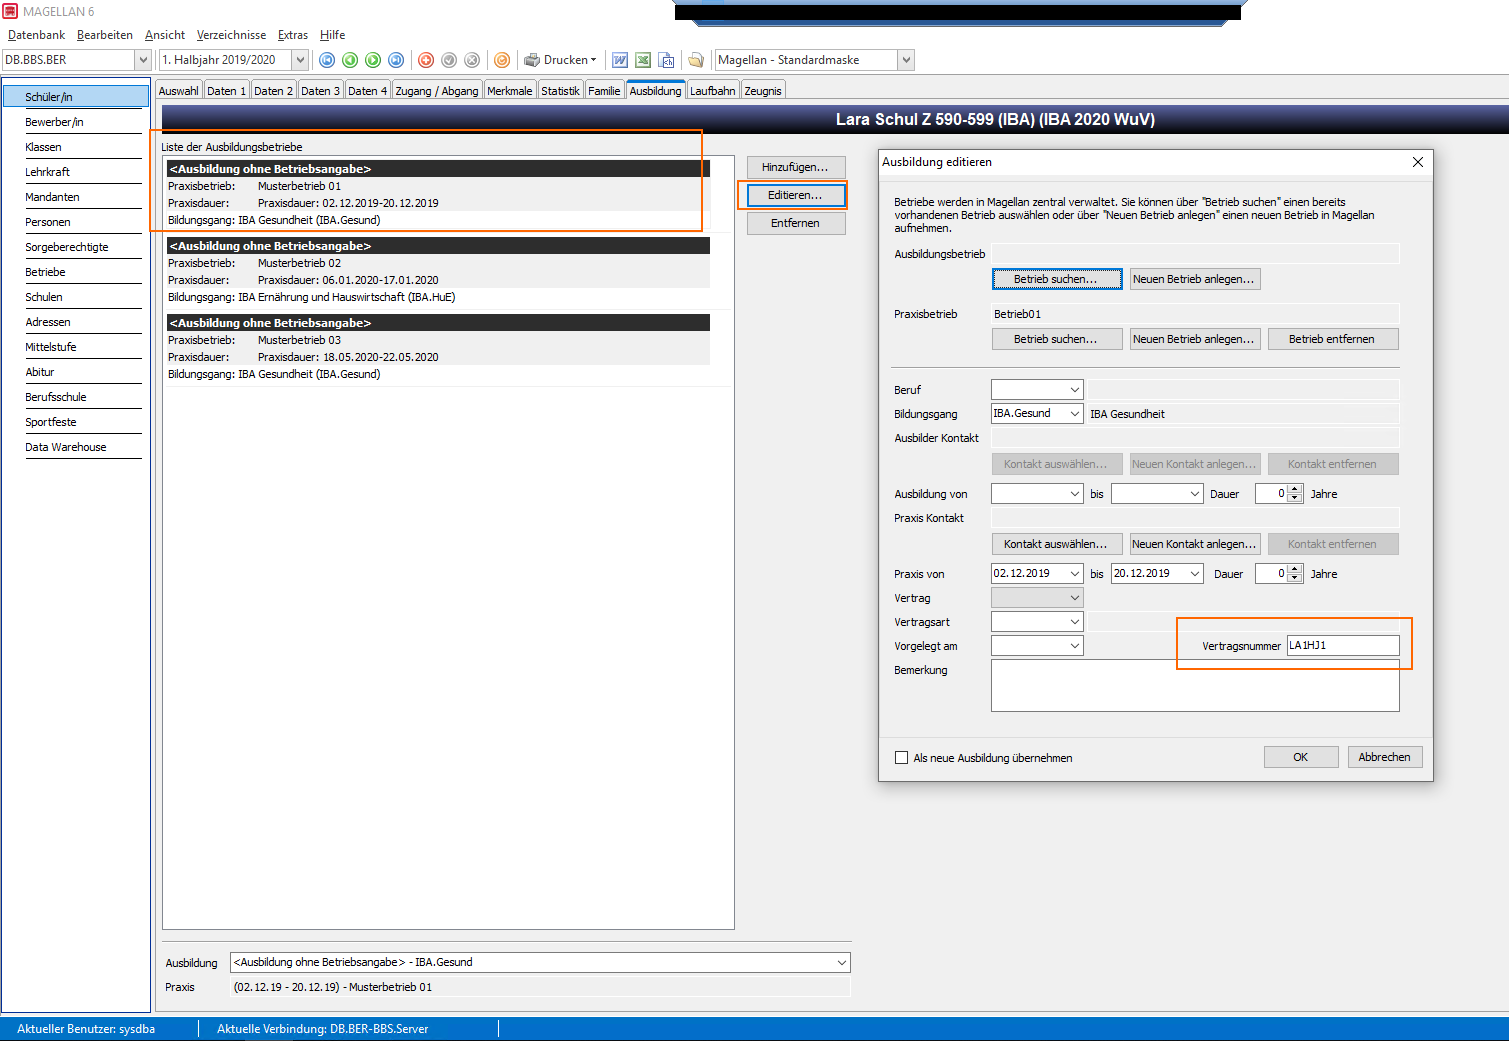 MAGELLAN 6
Datenbank Bearbeiten Ansicht Verzeichnisse Extras Hilfe
DB.BBS.BER 1. Halbjahr 2019/2020 Drucken Magellan - Standardmaske
Auswahl Daten 1 Daten 2 Daten 3 Daten 4 Zugang / Abgang Merkmale Statistik Familie Ausbildung Laufbahn Zeugnis
Schüler/in
Bewerber/in
Klassen
Lehrkraft
Mandanten
Personen
Sorgeberechtigte
Betriebe
Schulen
Adressen
Mittelstufe
Abitur
Berufsschule
Sportfeste
Data Warehouse
Lara Schul Z 590-599 (IBA) (IBA 2020 WuV)
Liste der Ausbildungsbetriebe
<Ausbildung ohne Betriebsangabe>
Praxisbetrieb: Musterbetrieb 01
Praxisdauer: Praxisdauer: 02.12.2019-20.12.2019
Bildungsgang: IBA Gesundheit (IBA.Gesund)
<Ausbildung ohne Betriebsangabe>
Praxisbetrieb: Musterbetrieb 02
Praxisdauer: Praxisdauer: 06.01.2020-17.01.2020
Bildungsgang: IBA Ernährung und Hauswirtschaft (IBA.HuE)
<Ausbildung ohne Betriebsangabe>
Praxisbetrieb: Musterbetrieb 03
Praxisdauer: Praxisdauer: 18.05.2020-22.05.2020
Bildungsgang: IBA Gesundheit (IBA.Gesund)
Hinzufügen...
Editieren...
Entfernen
Ausbildung editieren
Betriebe werden in Magellan zentral verwaltet. Sie können über "Betrieb suchen" einen bereits
vorhandenen Betrieb auswählen oder über "Neuen Betrieb anlegen" einen neuen Betrieb in Magellan
aufnehmen.
Ausbildungsbetrieb
Betrieb suchen... Neuen Betrieb anlegen...
Praxisbetrieb Betrieb01
Betrieb suchen... Neuen Betrieb anlegen... Betrieb entfernen
Beruf
Bildungsgang IBA.Gesund IBA Gesundheit
Ausbilder Kontakt
Kontakt auswählen... Neuen Kontakt anlegen... Kontakt entfernen
Ausbildung von bis Dauer 0 Jahre
Praxis Kontakt
Kontakt auswählen... Neuen Kontakt anlegen... Kontakt entfernen
Praxis von 02.12.2019 bis 20.12.2019 Dauer 0 Jahre
Vertrag
Vertragsart
Vorgelegt am Vertragsnummer LA1HJ1
Bemerkung
Als neue Ausbildung übernehmen OK Abbrechen
Ausbildung <Ausbildung ohne Betriebsangabe> - IBA.Gesund
Praxis (02.12.19 - 20.12.19) - Musterbetrieb 01
Aktueller Benutzer: sysdba Aktuelle Verbindung: DB.BER-BBS.Server